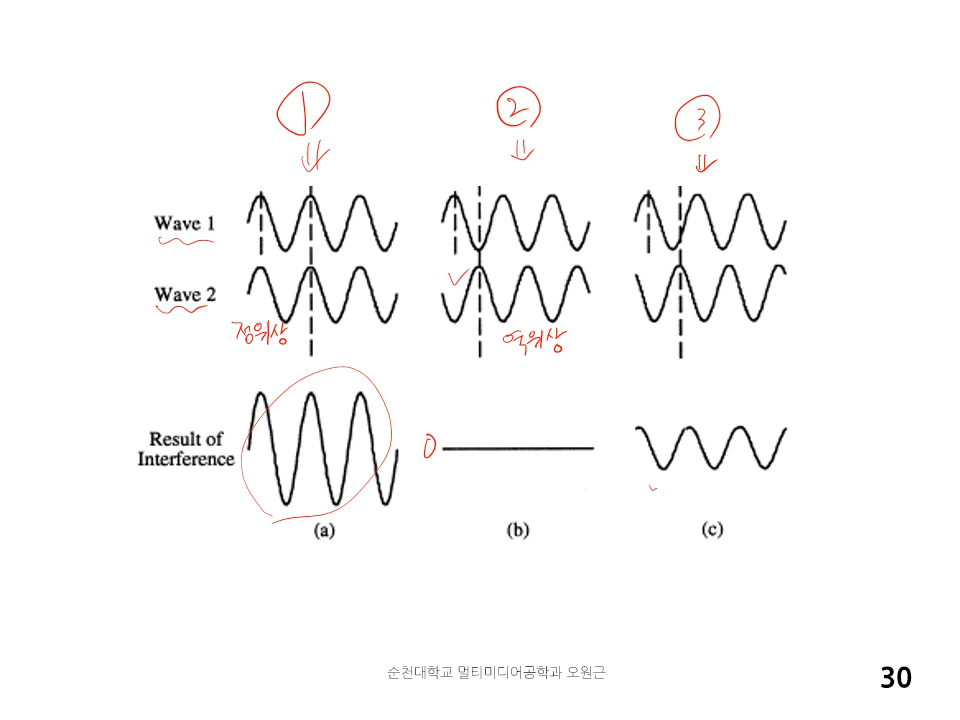 1 2 3
Wave 1
Wave 2
정위상 역위상
Result of
Interference
0
(a) (b) (c)
순천대학교 멀티미디어공학과 오원근
30